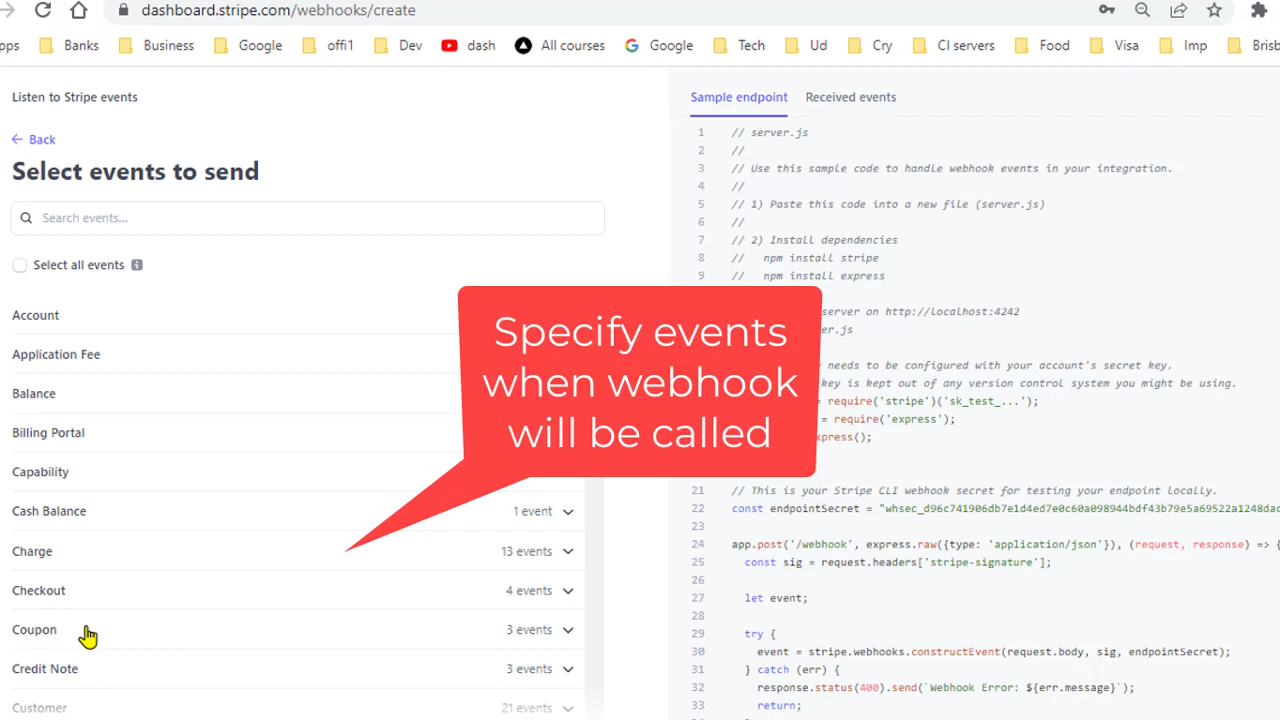 dashboard.stripe.com/webhooks/create
pps Banks Business Google offi1 Dev dash All courses Google Tech Ud Cry CI servers Food Visa Imp Brisb
Listen to Stripe events
Back
Select events to send
Search events...
Select all events
Account
Application Fee
Balance
Billing Portal
Capability
Cash Balance 1 event
Charge 13 events
Checkout 4 events
Coupon 3 events
Credit Note 3 events
Customer 21 events
Specify events
when webhook
will be called
Sample endpoint Received events
1 // server.js
2 //
3 // Use this sample code to handle webhook events in your integration.
4 //
5 // 1) Paste this code into a new file (server.js)
6 //
7 // 2) Install dependencies
8 //   npm install stripe
9 //   npm install express
server on http://localhost:4242
er.js
needs to be configured with your account's secret key.
key is kept out of any version control system you might be using.
= require('stripe')('sk_test_...');
= require('express');
xpress();
21 // This is your Stripe CLI webhook secret for testing your endpoint locally.
22 const endpointSecret = "whsec_d96c741906db7e1d4ed7e0c60a098944bdf43b79e5a69522a1248dac
23
24 app.post('/webhook', express.raw({type: 'application/json'}), (request, response) => {
25   const sig = request.headers['stripe-signature'];
26
27   let event;
28
29   try {
30     event = stripe.webhooks.constructEvent(request.body, sig, endpointSecret);
31   } catch (err) {
32     response.status(400).send(`Webhook Error: ${err.message}`);
33     return;